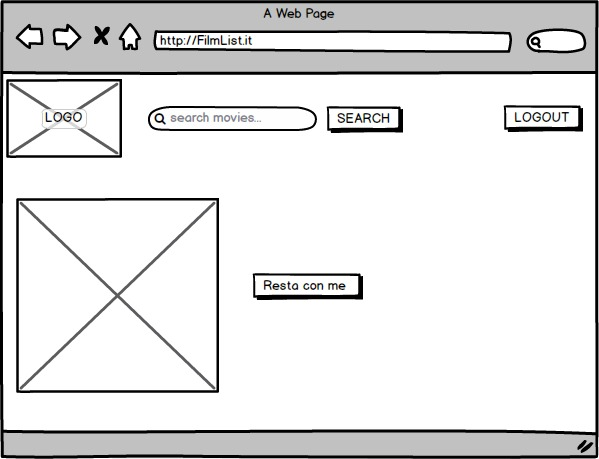 A Web Page
http://FilmList.it
LOGO
search movies...
SEARCH
LOGOUT
Resta con me